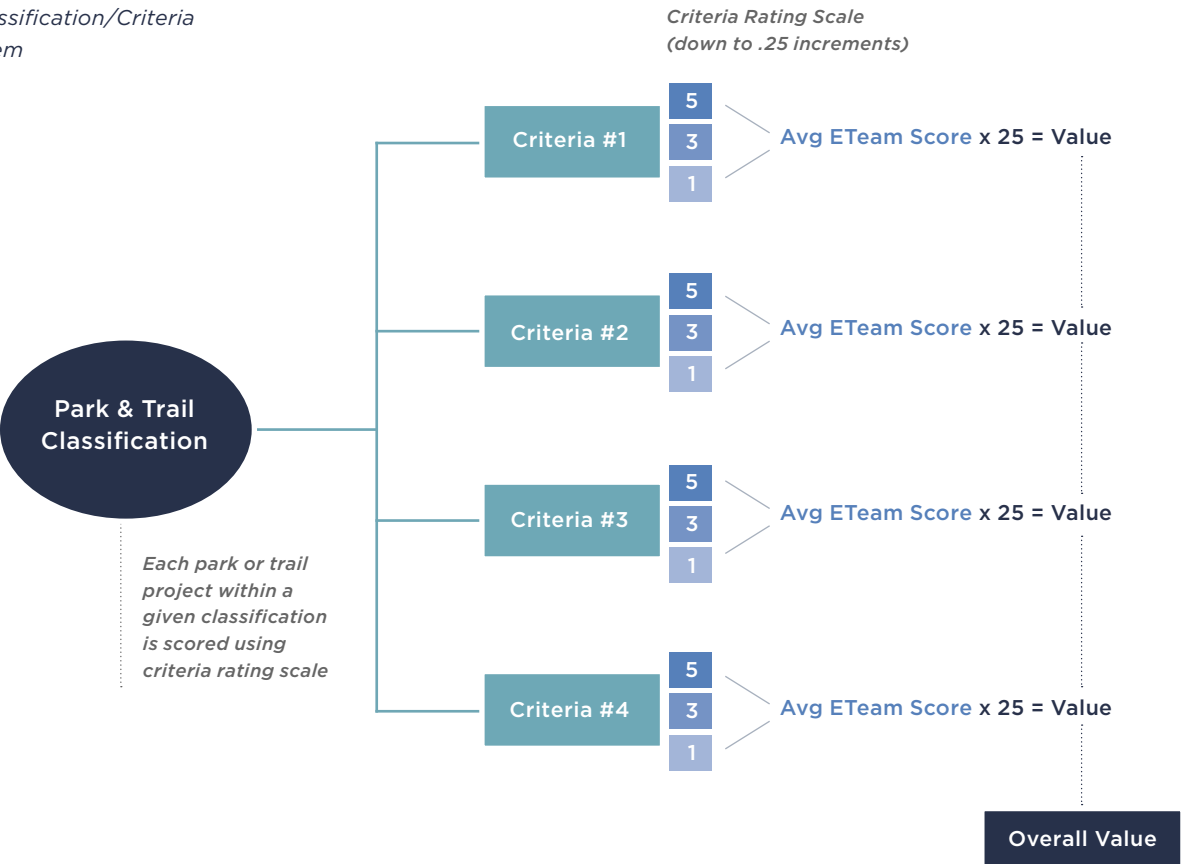 Criteria Rating Scale
(down to .25 increments)
Criteria #1
5
3
1
Avg ETeam Score x 25 = Value
Criteria #2
5
3
1
Avg ETeam Score x 25 = Value
Park & Trail
Classification
Each park or trail
project within a
given classification
is scored using
criteria rating scale
Criteria #3
5
3
1
Avg ETeam Score x 25 = Value
Criteria #4
5
3
1
Avg ETeam Score x 25 = Value
Overall Value